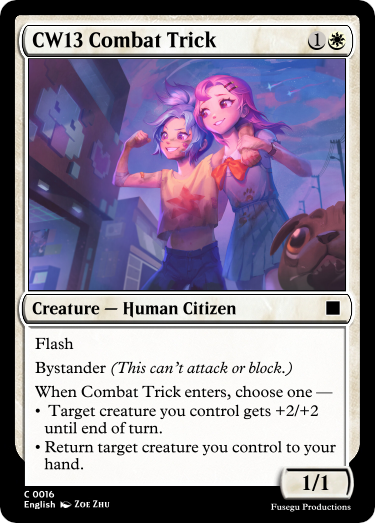 CW13 Combat Trick 1
Creature — Human Citizen
Flash
Bystander (This can't attack or block.)
When Combat Trick enters, choose one —
• Target creature you control gets +2/+2
until end of turn.
• Return target creature you control to your
hand.
1/1
C 0016
English Zoe Zhu
Fusegu Productions